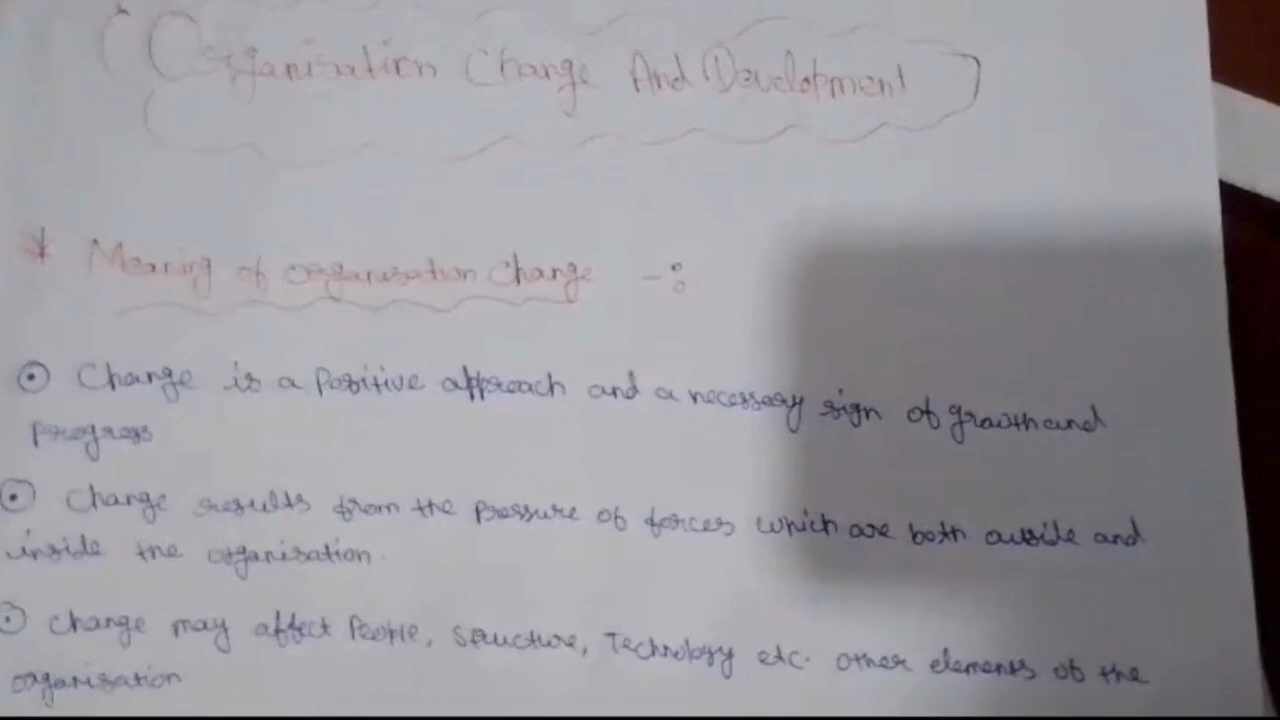 Organisation Change And Development
* Meaning of organisation change -:
Change is a positive approach and a necessary sign of growth and
progress
Change results from the pressure of forces which are both outside and
inside the organisation.
Change may affect People, Structure, Technology etc. other elements of the
organisation